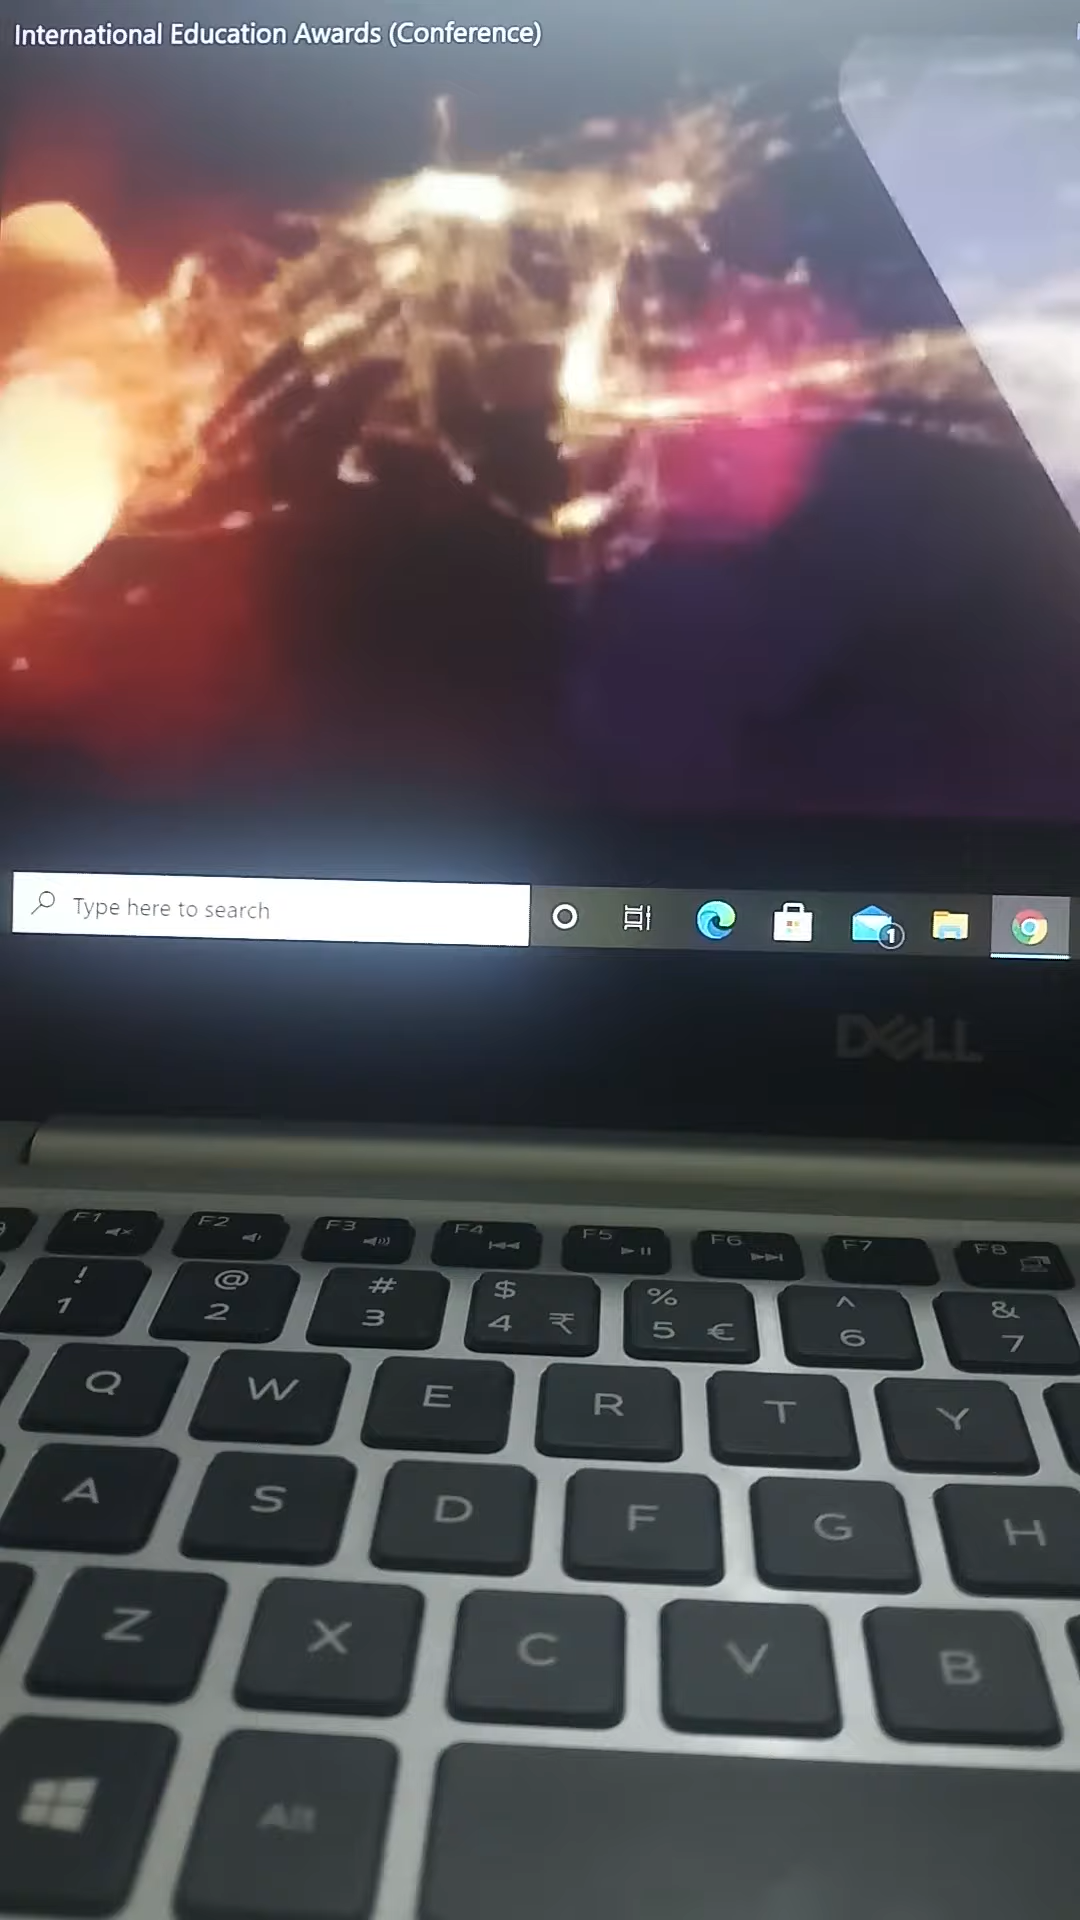 International Education Awards (Conference)
Type here to search
1
DELL
F1 F2 F3 F4 F5 F6 F7 F8
! @ # $ % ^ &
1 2 3 4 ₹ 5 € 6 7
Q W E R T Y
A S D F G H
Z X C V B
Alt